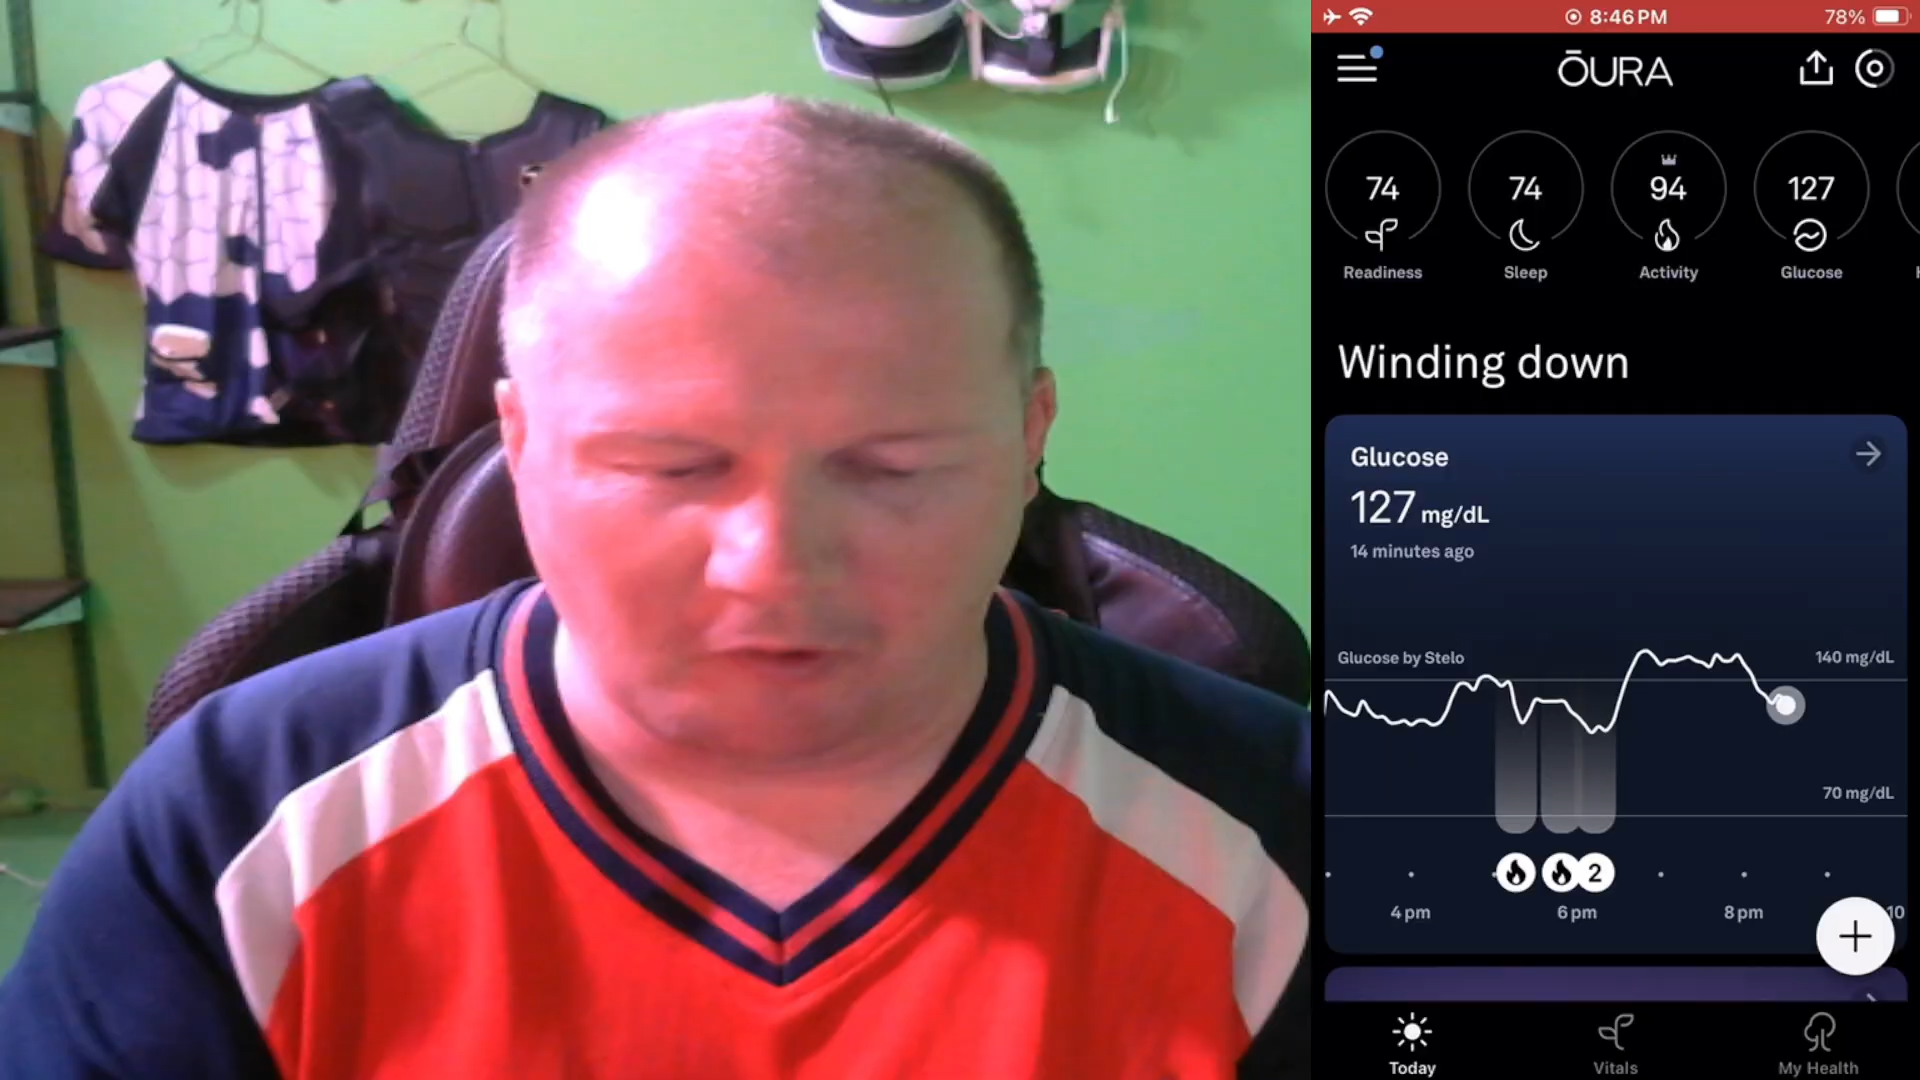 8:46 PM 78%
ŌURA
74 74 94 127
Readiness Sleep Activity Glucose
Winding down
Glucose
127 mg/dL
14 minutes ago
Glucose by Stelo 140 mg/dL
70 mg/dL
2
4 pm 6 pm 8 pm 10
Today Vitals My Health